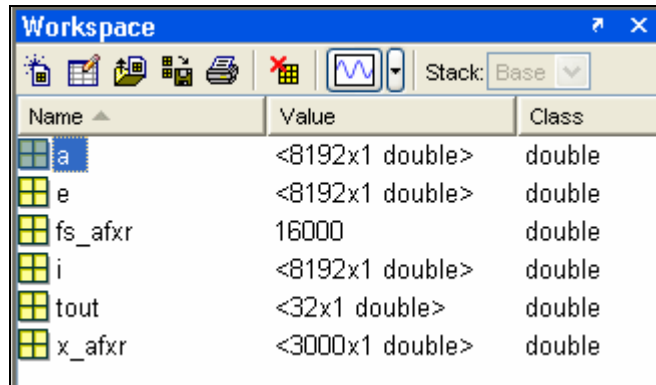 Workspace
Stack: Base
Name Value Class
a <8192x1 double> double
e <8192x1 double> double
fs_afxr 16000 double
i <8192x1 double> double
tout <32x1 double> double
x_afxr <3000x1 double> double